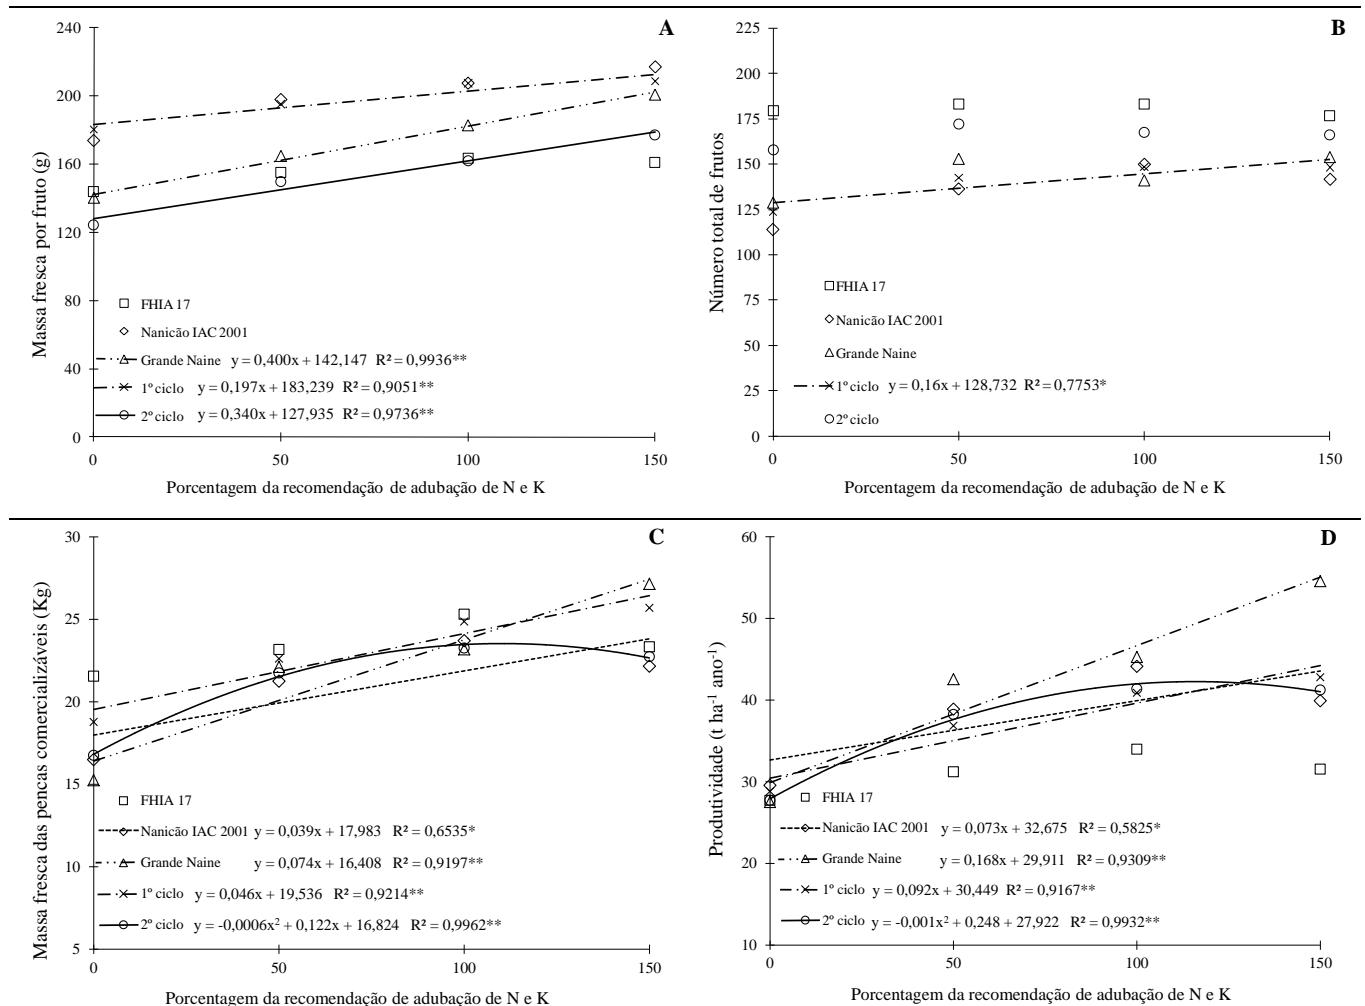 A
240
200
160
120
80
40
0
0 50 100 150
Massa fresca por fruto (g)
FHIA 17
Nanicão IAC 2001
Grande Naine y = 0,400x + 142,147 R² = 0,9936**
1º ciclo y = 0,197x + 183,239 R² = 0,9051**
2º ciclo y = 0,340x + 127,935 R² = 0,9736**
Porcentagem da recomendação de adubação de N e K
B
225
200
175
150
125
100
75
50
25
0
0 50 100 150
Número total de frutos
FHIA 17
Nanicão IAC 2001
Grande Naine
1º ciclo y = 0,16x + 128,732 R² = 0,7753*
2º ciclo
Porcentagem da recomendação de adubação de N e K
C
30
25
20
15
10
5
0 50 100 150
Massa fresca das pencas comercializáveis (Kg)
FHIA 17
Nanicão IAC 2001 y = 0,039x + 17,983 R² = 0,6535*
Grande Naine y = 0,074x + 16,408 R² = 0,9197**
1º ciclo y = 0,046x + 19,536 R² = 0,9214**
2º ciclo y = -0,0006x² + 0,122x + 16,824 R² = 0,9962**
Porcentagem da recomendação de adubação de N e K
D
60
50
40
30
20
10
0 50 100 150
Produtividade (t ha⁻¹ ano⁻¹)
FHIA 17
Nanicão IAC 2001 y = 0,073x + 32,675 R² = 0,5825*
Grande Naine y = 0,168x + 29,911 R² = 0,9309**
1º ciclo y = 0,092x + 30,449 R² = 0,9167**
2º ciclo y = -0,001x² + 0,248 + 27,922 R² = 0,9932**
Porcentagem da recomendação de adubação de N e K